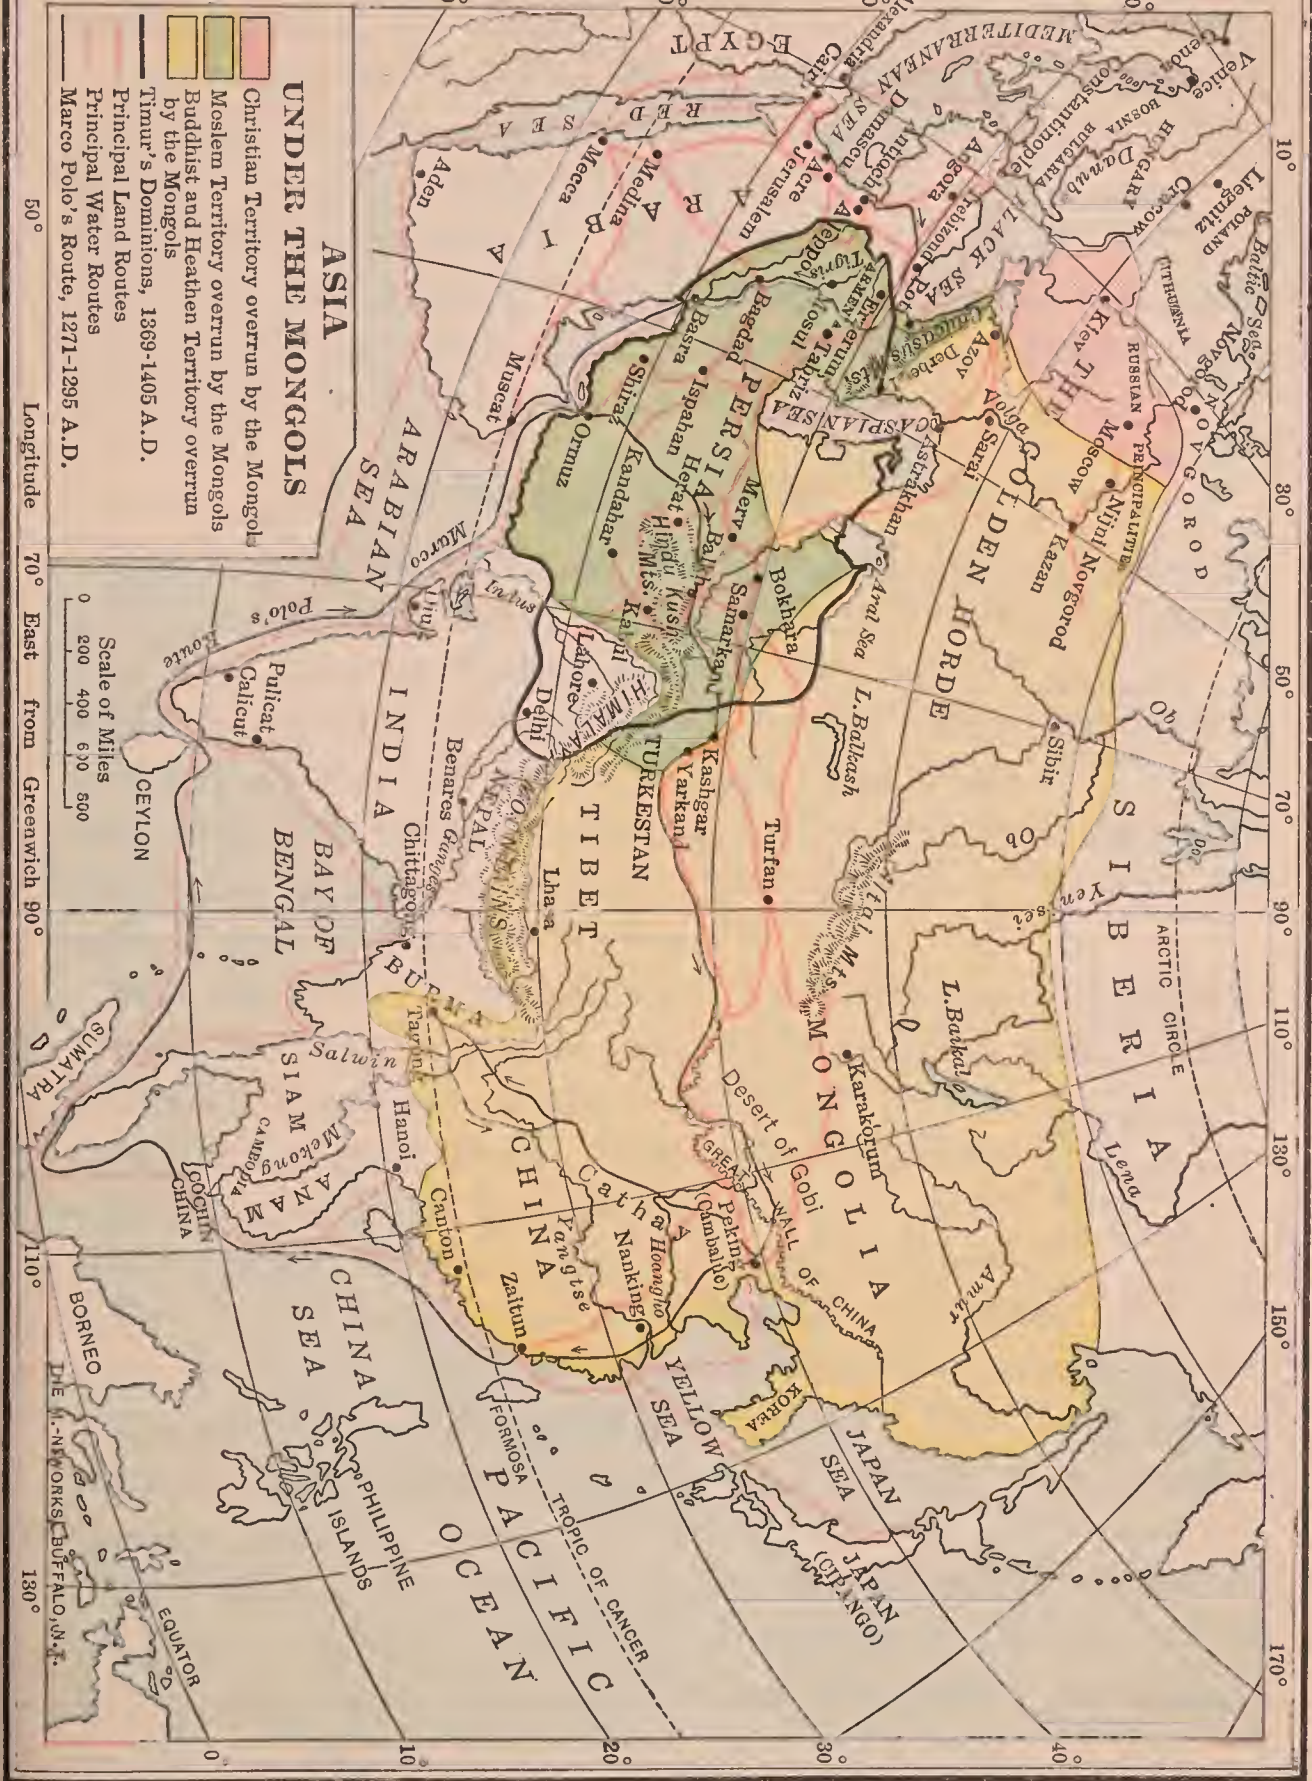 ASIA
UNDER THE MONGOLS
Christian Territory overrun by the Mongols
Moslem Territory overrun by the Mongols
Buddhist and Heathen Territory overrun
by the Mongols
Timur's Dominions, 1369-1405 A.D.
Principal Land Routes
Principal Water Routes
Marco Polo's Route, 1271-1295 A.D.
10°
30°
50°
70°
90°
110°
130°
150°
170°
Venice
Liegnitz
POLAND
Baltic Sea
Cracow
HUNGARY
BOSNIA
BULGARIA
Constantinople
LITHUANIA
Novgorod
NOVGOROD
Kiev
THE
RUSSIAN
PRINCIPALITIES
Moscow
Nijni Novgorod
Kazan
GOLDEN HORDE
Volga
Sarai
Astrakhan
Azov
Derbe
Caucasus
Mts.
BLACK SEA
Trebizond
Poti
Angora
MEDITERRANEAN
SEA
Alexandria
Cairo
EGYPT
RED SEA
Antioch
Aleppo
Damascus
Acre
Jerusalem
ARABIA
Medina
Mecca
Aden
Muscat
ARMENIA
Erzerum
Tigris
Mosul
Tabriz
Bagdad
Basra
CASPIAN SEA
PERSIA
Ispahan
Shiraz
Ormuz
Kandahar
Herat
Merv
Balkh
Hindu Kush
Mts.
Kabul
Bokhara
Samarkand
Aral Sea
L. Balkash
SIBERIA
Sibir
Ob
Ob
Yenisei
ARCTIC CIRCLE
Lena
L. Baikal
Altai Mts.
MONGOLIA
Karakorum
Amur
Turfan
Kashgar
Yarkand
TURKESTAN
TIBET
Lhasa
HIMALAYA
MOUNTAINS
NEPAL
Lahore
Delhi
Indus
Diu
Benares
Ganges
Chittagong
INDIA
Pulicat
Calicut
CEYLON
ARABIAN
SEA
Marco
Polo's
Route
BAY OF
BENGAL
BURMA
Salwin
SIAM
CAMBODIA
Mekong
ANAM
COCHIN
CHINA
Hanoi
SUMATRA
BORNEO
Desert of Gobi
GREAT
WALL
OF
CHINA
Peking
(Cambaluc)
Cathay
CHINA
Hoangho
Yangtse
Nanking
Zaitun
Canton
KOREA
YELLOW
SEA
JAPAN
SEA
JAPAN
(CIPANGO)
FORMOSA
CHINA
SEA
PHILIPPINE
ISLANDS
PACIFIC
OCEAN
TROPIC OF CANCER
EQUATOR
40°
30°
20°
10°
0°
Scale of Miles
0 200 400 600 800
50° Longitude 70° East from Greenwich 90° 110° 130°
THE M.-N. WORKS, BUFFALO, N.Y.